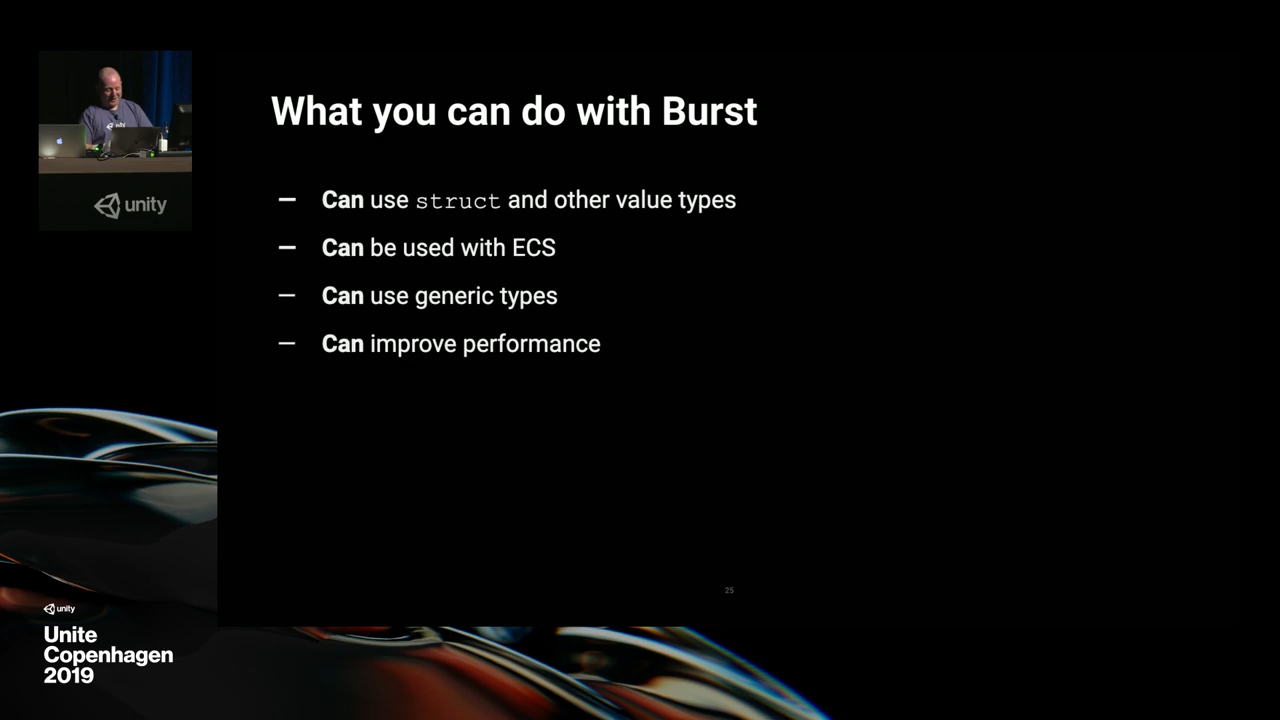 What you can do with Burst
— Can use struct and other value types
— Can be used with ECS
— Can use generic types
— Can improve performance
25
unity
unity
Unite
Copenhagen
2019